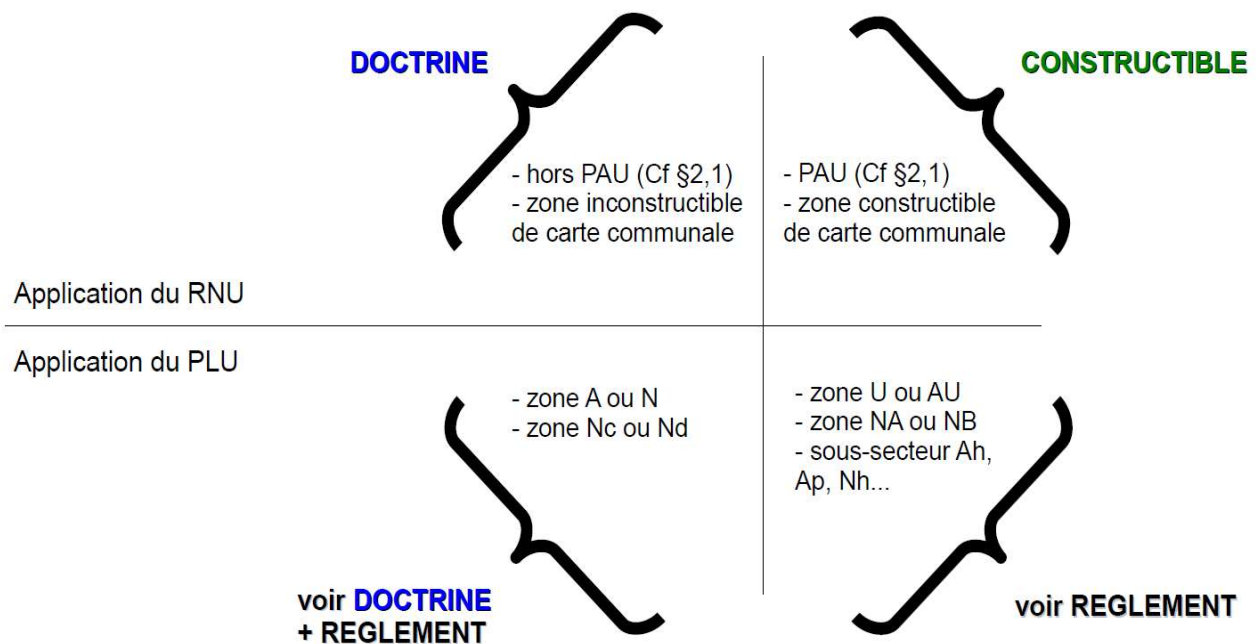 DOCTRINE
CONSTRUCTIBLE
- hors PAU (Cf §2,1)
- zone inconstructible
de carte communale
- PAU (Cf §2,1)
- zone constructible
de carte communale
Application du RNU
Application du PLU
- zone A ou N
- zone Nc ou Nd
- zone U ou AU
- zone NA ou NB
- sous-secteur Ah,
Ap, Nh...
voir DOCTRINE
+ REGLEMENT
voir REGLEMENT